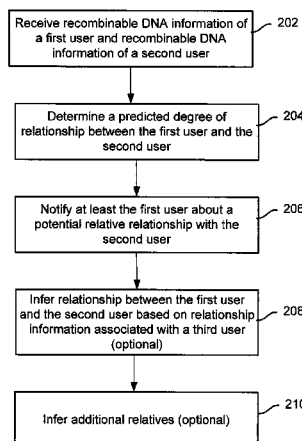 Receive recombinable DNA information of
a first user and recombinable DNA
information of a second user
202
Determine a predicted degree of
relationship between the first user and the
second user
204
Notify at least the first user about a
potential relative relationship with the
second user
206
Infer relationship between the first user
and the second user based on relationship
information associated with a third user
(optional)
208
Infer additional relatives (optional)
210